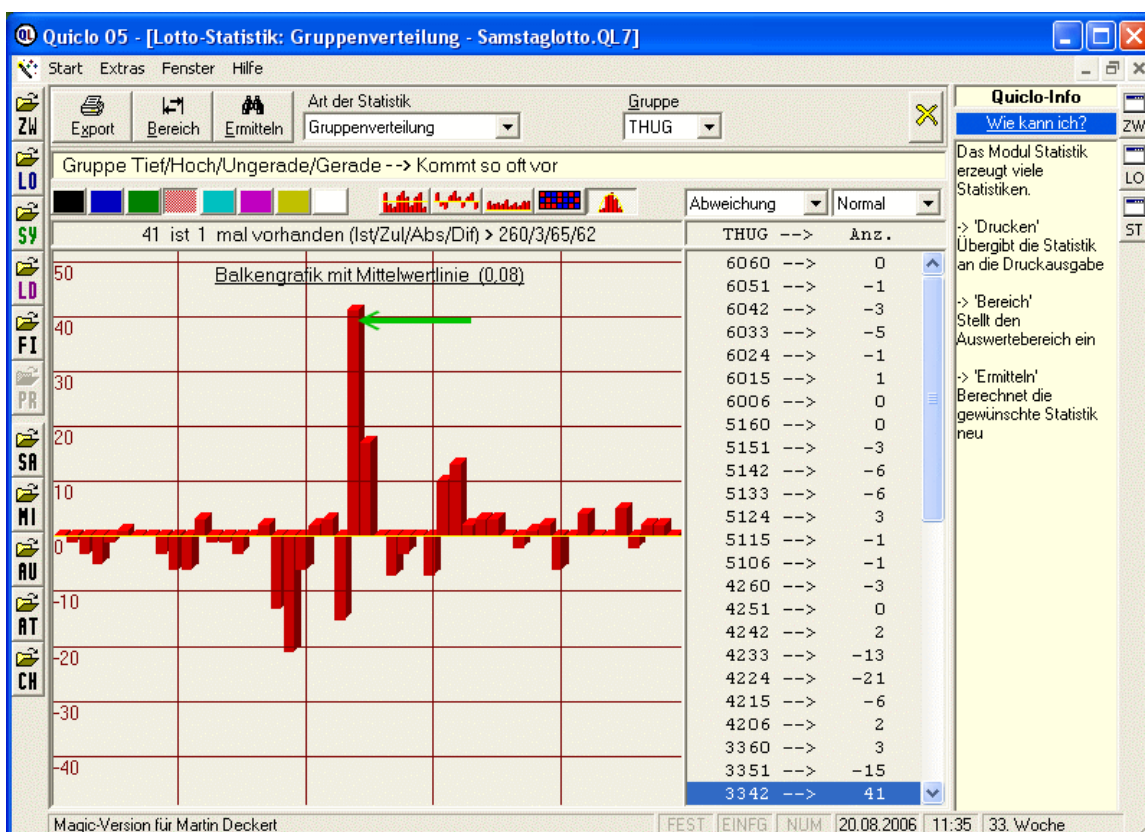 Quiclo 05 - [Lotto-Statistik: Gruppenverteilung - Samstaglotto.QL7]
Start Extras Fenster Hilfe
Export Bereich Ermitteln
Art der Statistik
Gruppenverteilung
Gruppe
THUG
Gruppe Tief/Hoch/Ungerade/Gerade --> Kommt so oft vor
Abweichung Normal
41 ist 1 mal vorhanden (Ist/Zul/Abs/Dif) > 260/3/65/62
THUG --> Anz.
Balkengrafik mit Mittelwertlinie (0,08)
50
40
30
20
10
0
-10
-20
-30
-40
6060 --> 0
6051 --> -1
6042 --> -3
6033 --> -5
6024 --> -1
6015 --> 1
6006 --> 0
5160 --> 0
5151 --> -3
5142 --> -6
5133 --> -6
5124 --> 3
5115 --> -1
5106 --> -1
4260 --> -3
4251 --> 0
4242 --> 2
4233 --> -13
4224 --> -21
4215 --> -6
4206 --> 2
3360 --> 3
3351 --> -15
3342 --> 41
ZW
LO
SY
LD
FI
PR
SA
MI
AU
AT
CH
Quiclo-Info
Wie kann ich?
Das Modul Statistik
erzeugt viele
Statistiken.
-> 'Drucken'
Übergibt die Statistik
an die Druckausgabe
-> 'Bereich'
Stellt den
Auswertebereich ein
-> 'Ermitteln'
Berechnet die
gewünschte Statistik
neu
ZW
LO
ST
Magic-Version für Martin Deckert
FEST EINFG NUM 20.08.2006 11:35 33. Woche